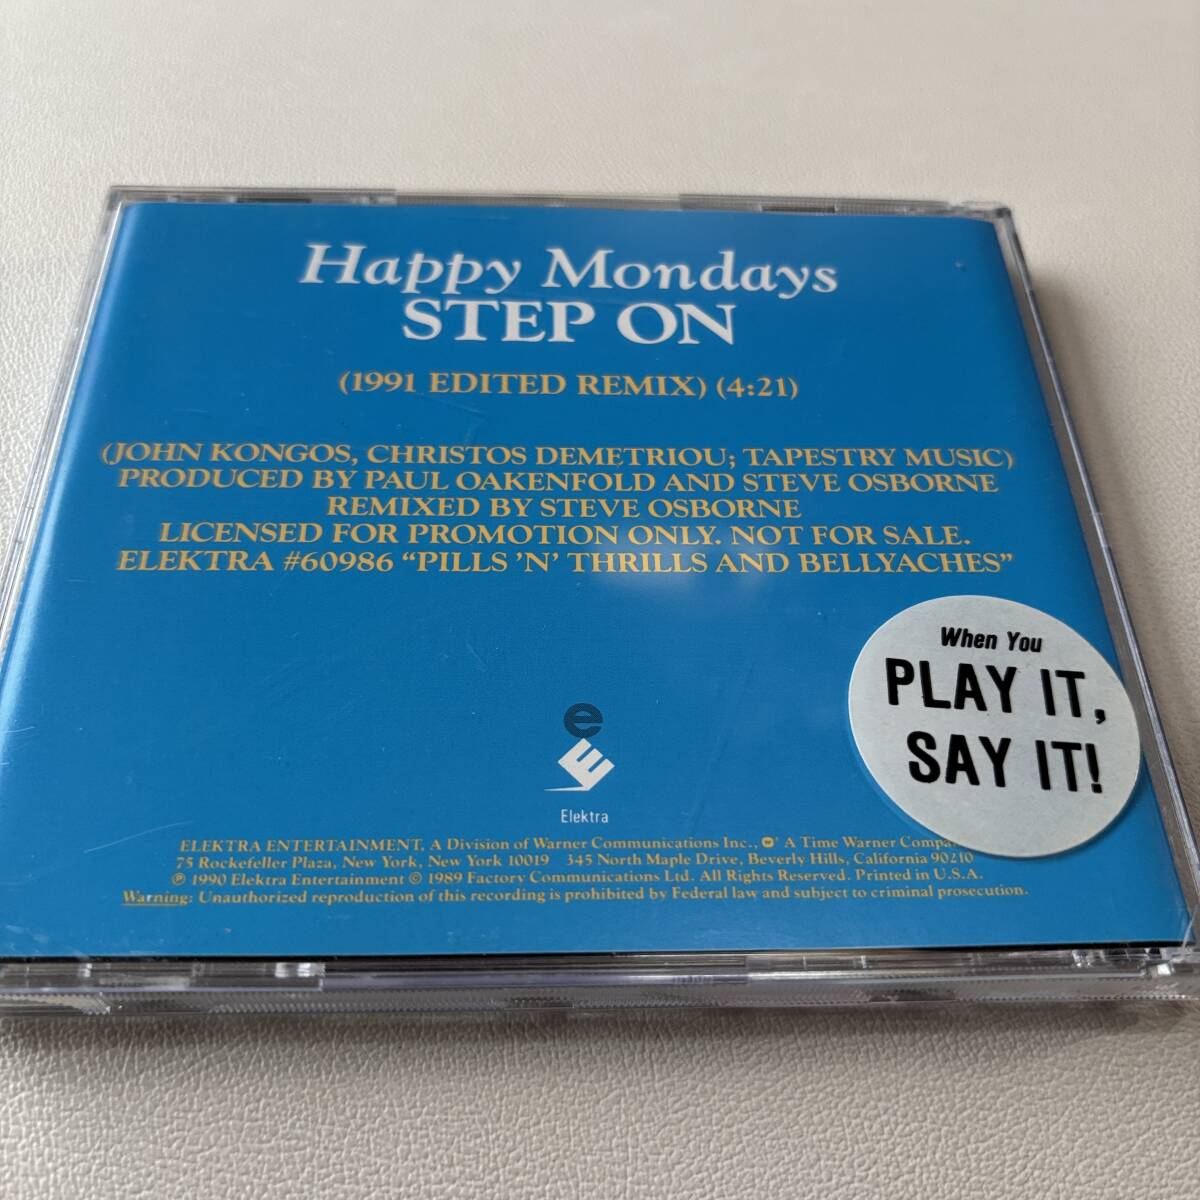 Happy Mondays
STEP ON
(1991 EDITED REMIX) (4:21)
(JOHN KONGOS, CHRISTOS DEMETRIOU; TAPESTRY MUSIC)
PRODUCED BY PAUL OAKENFOLD AND STEVE OSBORNE
REMIXED BY STEVE OSBORNE
LICENSED FOR PROMOTION ONLY. NOT FOR SALE.
ELEKTRA #60986 “PILLS ’N’ THRILLS AND BELLYACHES”
When You
PLAY IT,
SAY IT!
e
Elektra
ELEKTRA ENTERTAINMENT, A Division of Warner Communications Inc., A Time Warner
75 Rockefeller Plaza, New York, New York 10019 345 North Maple Drive, Beverly Hills, California 90210
℗ 1990 Elektra Entertainment © 1989 Factory Communications Ltd. All Rights Reserved. Printed in U.S.A.
Warning: Unauthorized reproduction of this recording is prohibited by Federal law and subject to criminal prosecution.